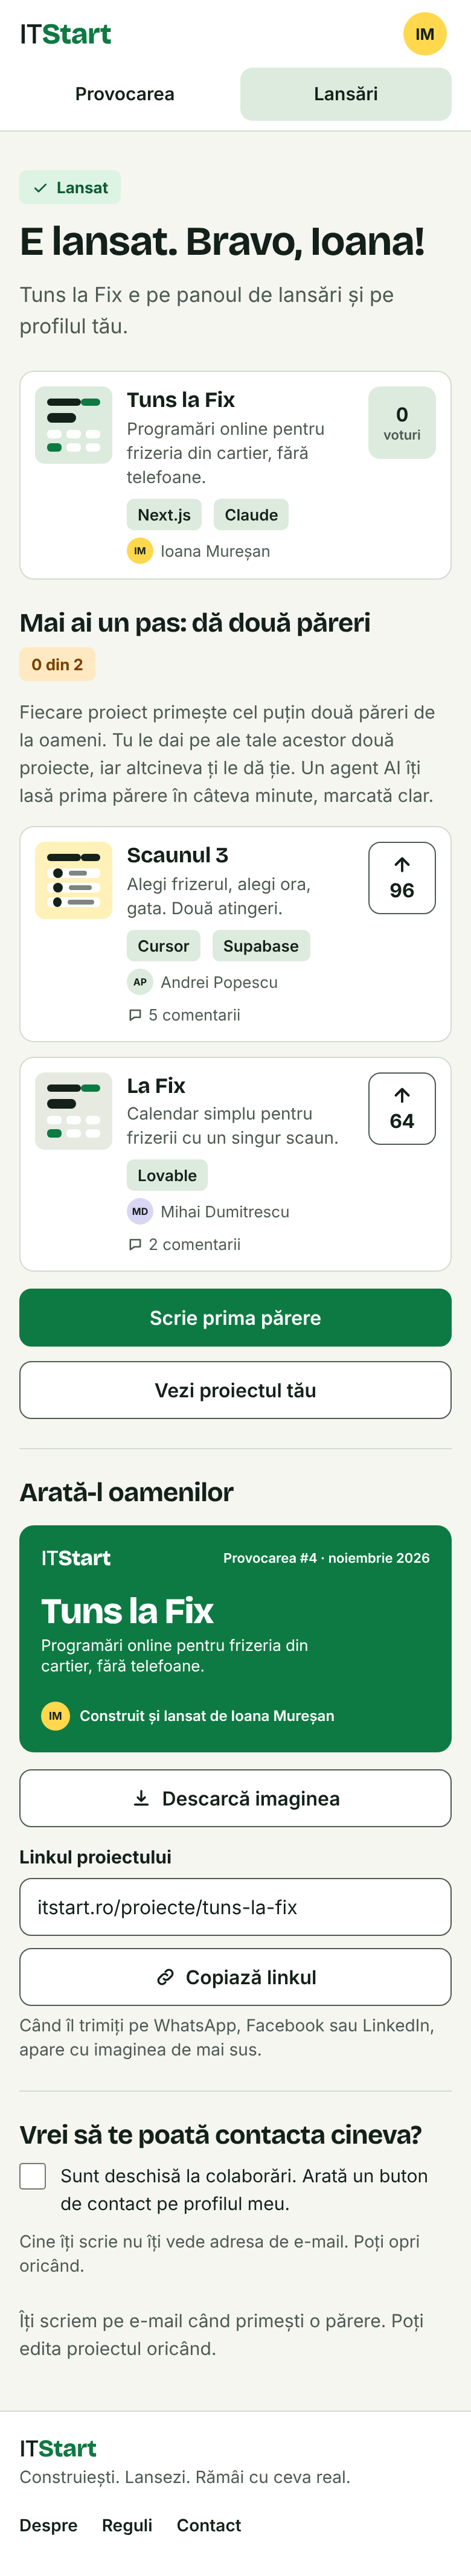 ITStart
IM
Provocarea
Lansări
Lansat
E lansat. Bravo, Ioana!
Tuns la Fix e pe panoul de lansări și pe
profilul tău.
Tuns la Fix
Programări online pentru
frizeria din cartier, fără
telefoane.
0
voturi
Next.js
Claude
IM
Ioana Mureșan
Mai ai un pas: dă două păreri
0 din 2
Fiecare proiect primește cel puțin două păreri de
la oameni. Tu le dai pe ale tale acestor două
proiecte, iar altcineva ți le dă ție. Un agent AI îți
lasă prima părere în câteva minute, marcată clar.
Scaunul 3
Alegi frizerul, alegi ora,
gata. Două atingeri.
96
Cursor
Supabase
AP
Andrei Popescu
5 comentarii
La Fix
Calendar simplu pentru
frizerii cu un singur scaun.
64
Lovable
MD
Mihai Dumitrescu
2 comentarii
Scrie prima părere
Vezi proiectul tău
Arată-l oamenilor
ITStart
Provocarea #4 · noiembrie 2026
Tuns la Fix
Programări online pentru frizeria din
cartier, fără telefoane.
IM
Construit și lansat de Ioana Mureșan
Descarcă imaginea
Linkul proiectului
itstart.ro/proiecte/tuns-la-fix
Copiază linkul
Când îl trimiți pe WhatsApp, Facebook sau LinkedIn,
apare cu imaginea de mai sus.
Vrei să te poată contacta cineva?
Sunt deschisă la colaborări. Arată un buton
de contact pe profilul meu.
Cine îți scrie nu îți vede adresa de e-mail. Poți opri
oricând.
Îți scriem pe e-mail când primești o părere. Poți
edita proiectul oricând.
ITStart
Construiești. Lansezi. Rămâi cu ceva real.
Despre
Reguli
Contact